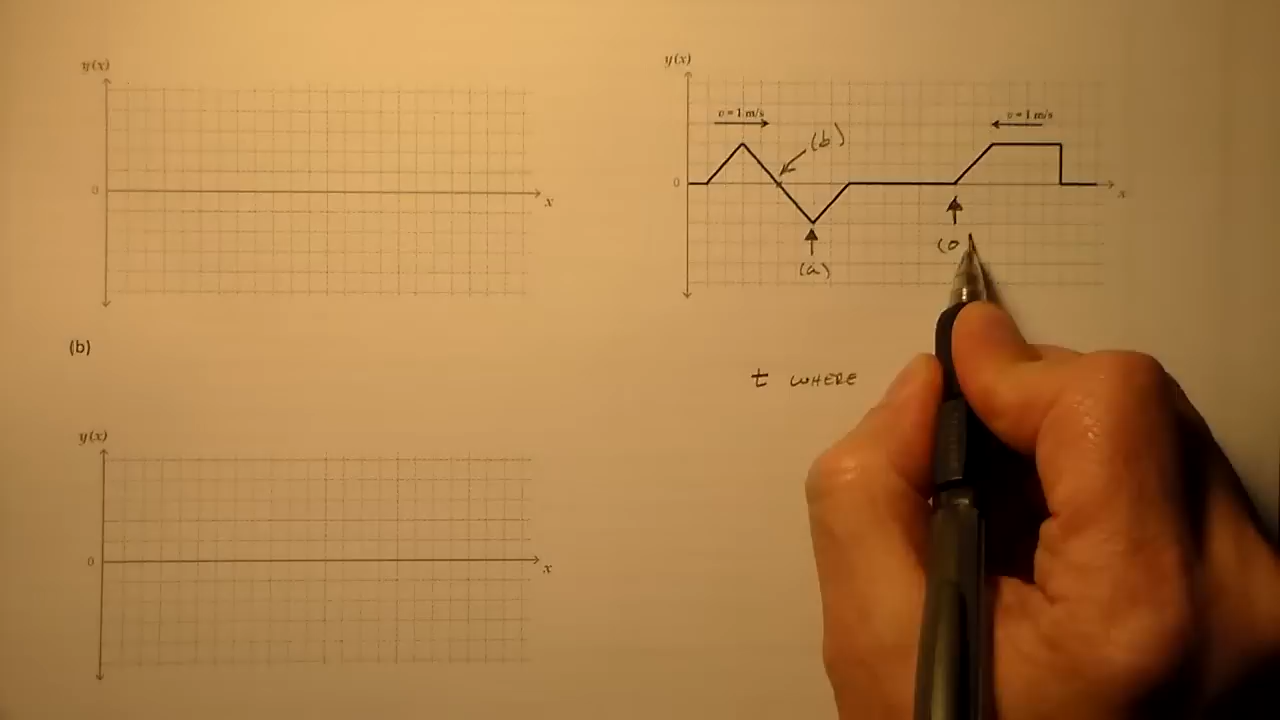 y(x)
0
x
(b)
y(x)
0
x
y(x)
v = 1 m/s
v = 1 m/s
(b)
0
x
(a)
t WHERE